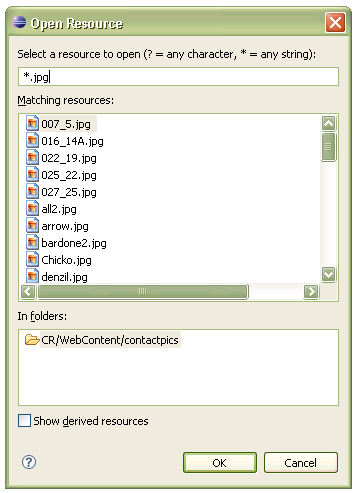 Open Resource
Select a resource to open (? = any character, * = any string):
*.jpg
Matching resources:
007_5.jpg
016_14A.jpg
022_19.jpg
025_22.jpg
027_25.jpg
all2.jpg
arrow.jpg
bardone2.jpg
Chicko.jpg
denzil.jpg
In folders:
CR/WebContent/contactpics
Show derived resources
? OK Cancel